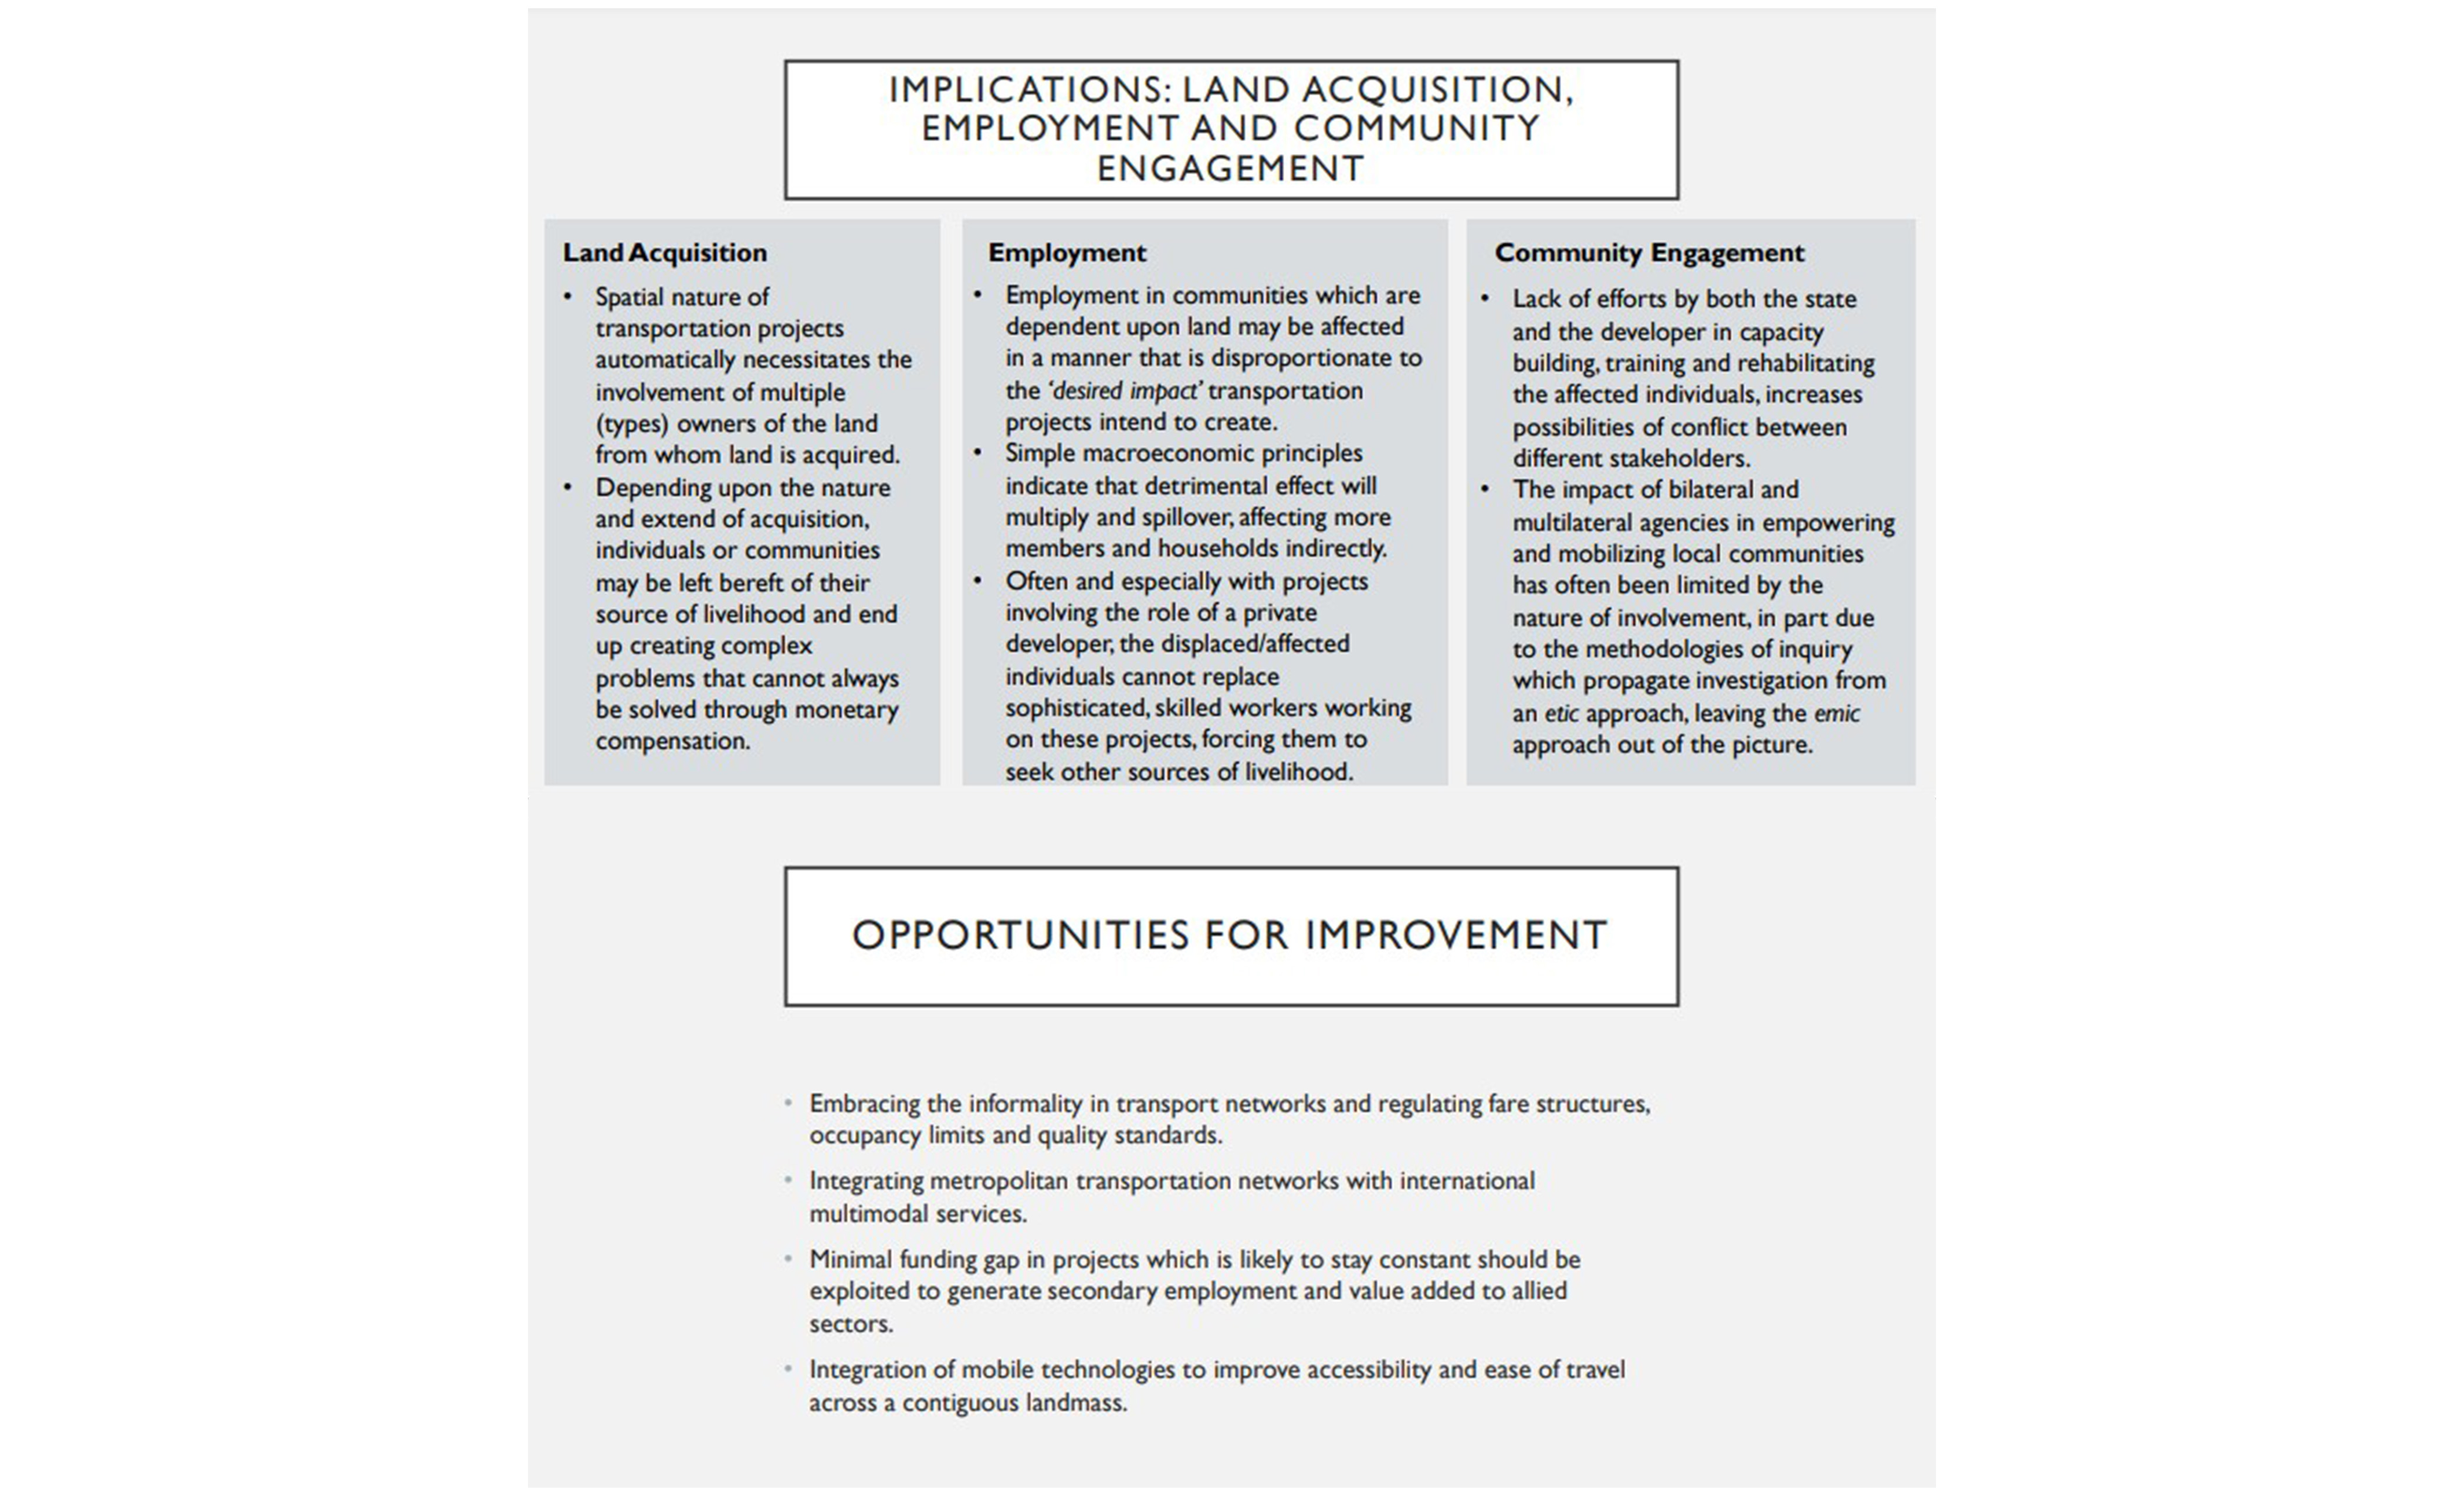 IMPLICATIONS: LAND ACQUISITION,
EMPLOYMENT AND COMMUNITY
ENGAGEMENT
Land Acquisition
• Spatial nature of
transportation projects
automatically necessitates the
involvement of multiple
(types) owners of the land
from whom land is acquired.
• Depending upon the nature
and extend of acquisition,
individuals or communities
may be left bereft of their
source of livelihood and end
up creating complex
problems that cannot always
be solved through monetary
compensation.
Employment
• Employment in communities which are
dependent upon land may be affected
in a manner that is disproportionate to
the ‘desired impact’ transportation
projects intend to create.
• Simple macroeconomic principles
indicate that detrimental effect will
multiply and spillover, affecting more
members and households indirectly.
• Often and especially with projects
involving the role of a private
developer, the displaced/affected
individuals cannot replace
sophisticated, skilled workers working
on these projects, forcing them to
seek other sources of livelihood.
Community Engagement
• Lack of efforts by both the state
and the developer in capacity
building, training and rehabilitating
the affected individuals, increases
possibilities of conflict between
different stakeholders.
• The impact of bilateral and
multilateral agencies in empowering
and mobilizing local communities
has often been limited by the
nature of involvement, in part due
to the methodologies of inquiry
which propagate investigation from
an etic approach, leaving the emic
approach out of the picture.
OPPORTUNITIES FOR IMPROVEMENT
• Embracing the informality in transport networks and regulating fare structures,
occupancy limits and quality standards.
• Integrating metropolitan transportation networks with international
multimodal services.
• Minimal funding gap in projects which is likely to stay constant should be
exploited to generate secondary employment and value added to allied
sectors.
• Integration of mobile technologies to improve accessibility and ease of travel
across a contiguous landmass.